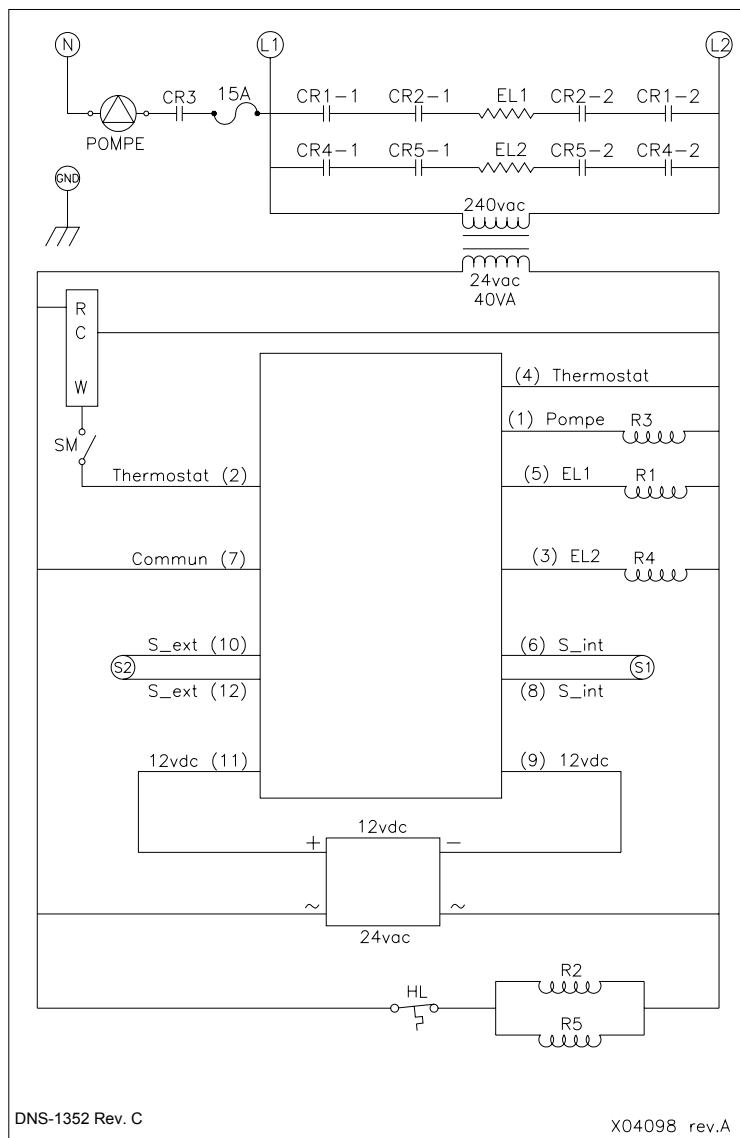 N L1 L2
CR3 15A CR1-1 CR2-1 EL1 CR2-2 CR1-2
POMPE
CR4-1 CR5-1 EL2 CR5-2 CR4-2
GND
240vac
24vac
40VA
R
C
W
SM
(4) Thermostat
(1) Pompe R3
Thermostat (2) (5) EL1 R1
Commun (7) (3) EL2 R4
S_ext (10) (6) S_int
S2 S1
S_ext (12) (8) S_int
12vdc (11) (9) 12vdc
12vdc
+ −
~ ~
24vac
HL R2
R5
DNS-1352 Rev. C X04098 rev.A